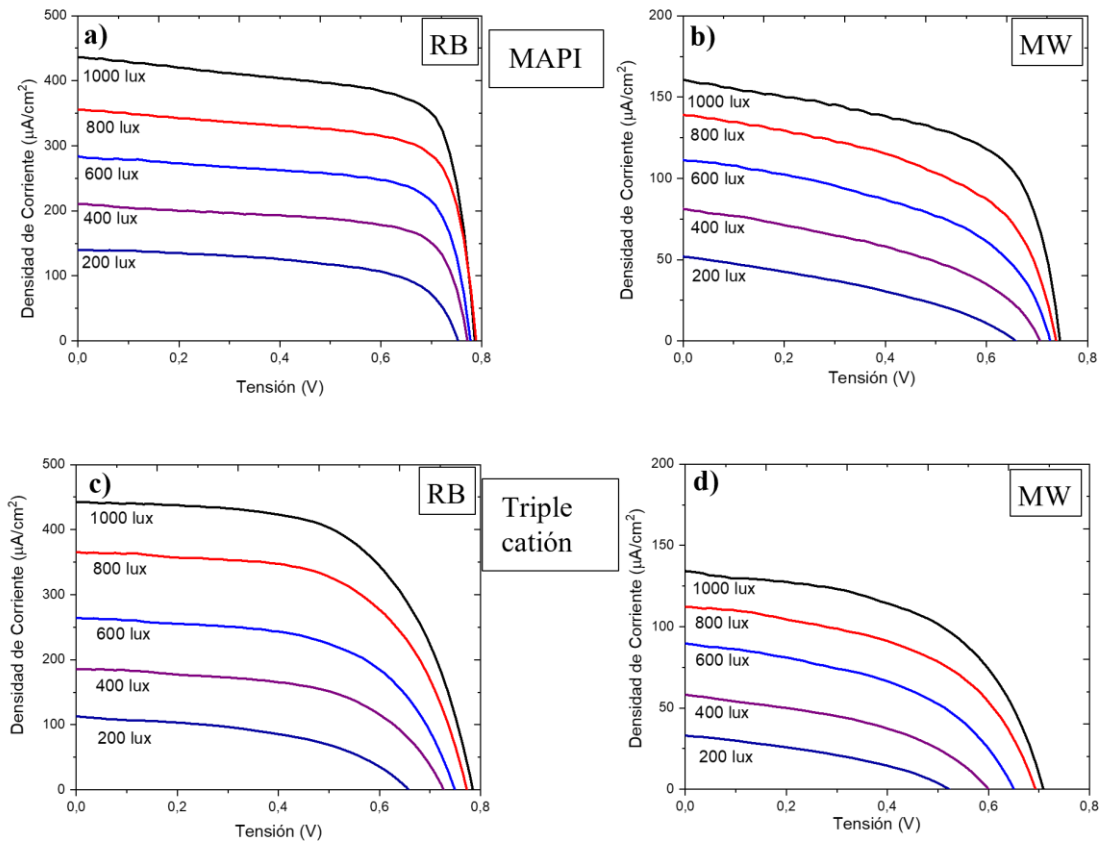 a)
RB
MAPI
b)
MW
Densidad de Corriente (µA/cm²)
500
400
300
200
100
0
1000 lux
800 lux
600 lux
400 lux
200 lux
0,0
0,2
0,4
0,6
0,8
Tensión (V)
Densidad de Corriente (µA/cm²)
200
150
100
50
0
1000 lux
800 lux
600 lux
400 lux
200 lux
0,0
0,2
0,4
0,6
0,8
Tensión (V)
c)
RB
Triple
catión
d)
MW
Densidad de Corriente (µA/cm²)
500
400
300
200
100
0
1000 lux
800 lux
600 lux
400 lux
200 lux
0,0
0,2
0,4
0,6
0,8
Tensión (V)
Densidad de Corriente (µA/cm²)
200
150
100
50
0
1000 lux
800 lux
600 lux
400 lux
200 lux
0,0
0,2
0,4
0,6
0,8
Tensión (V)